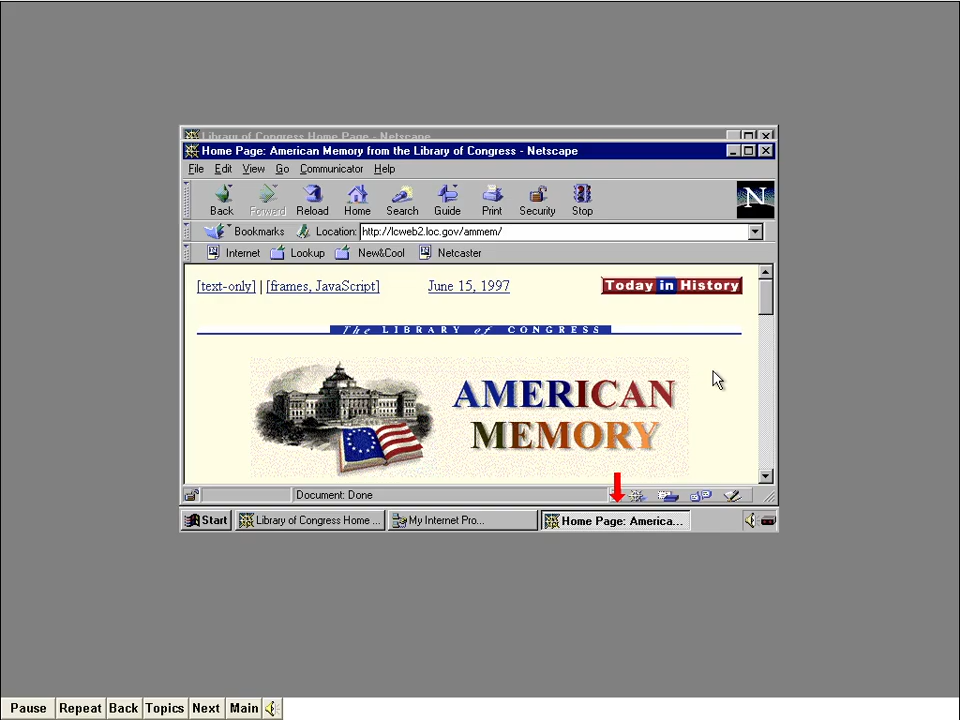 Library of Congress Home Page - Netscape
Home Page: American Memory from the Library of Congress - Netscape
File Edit View Go Communicator Help
Back Forward Reload Home Search Guide Print Security Stop
N
Bookmarks Location: http://lcweb2.loc.gov/ammem/
Internet Lookup New&Cool Netcaster
[text-only] | [frames, JavaScript] June 15, 1997 Today in History
The LIBRARY of CONGRESS
AMERICAN
MEMORY
Document: Done
Start Library of Congress Home ... My Internet Pro... Home Page: America...
Pause Repeat Back Topics Next Main